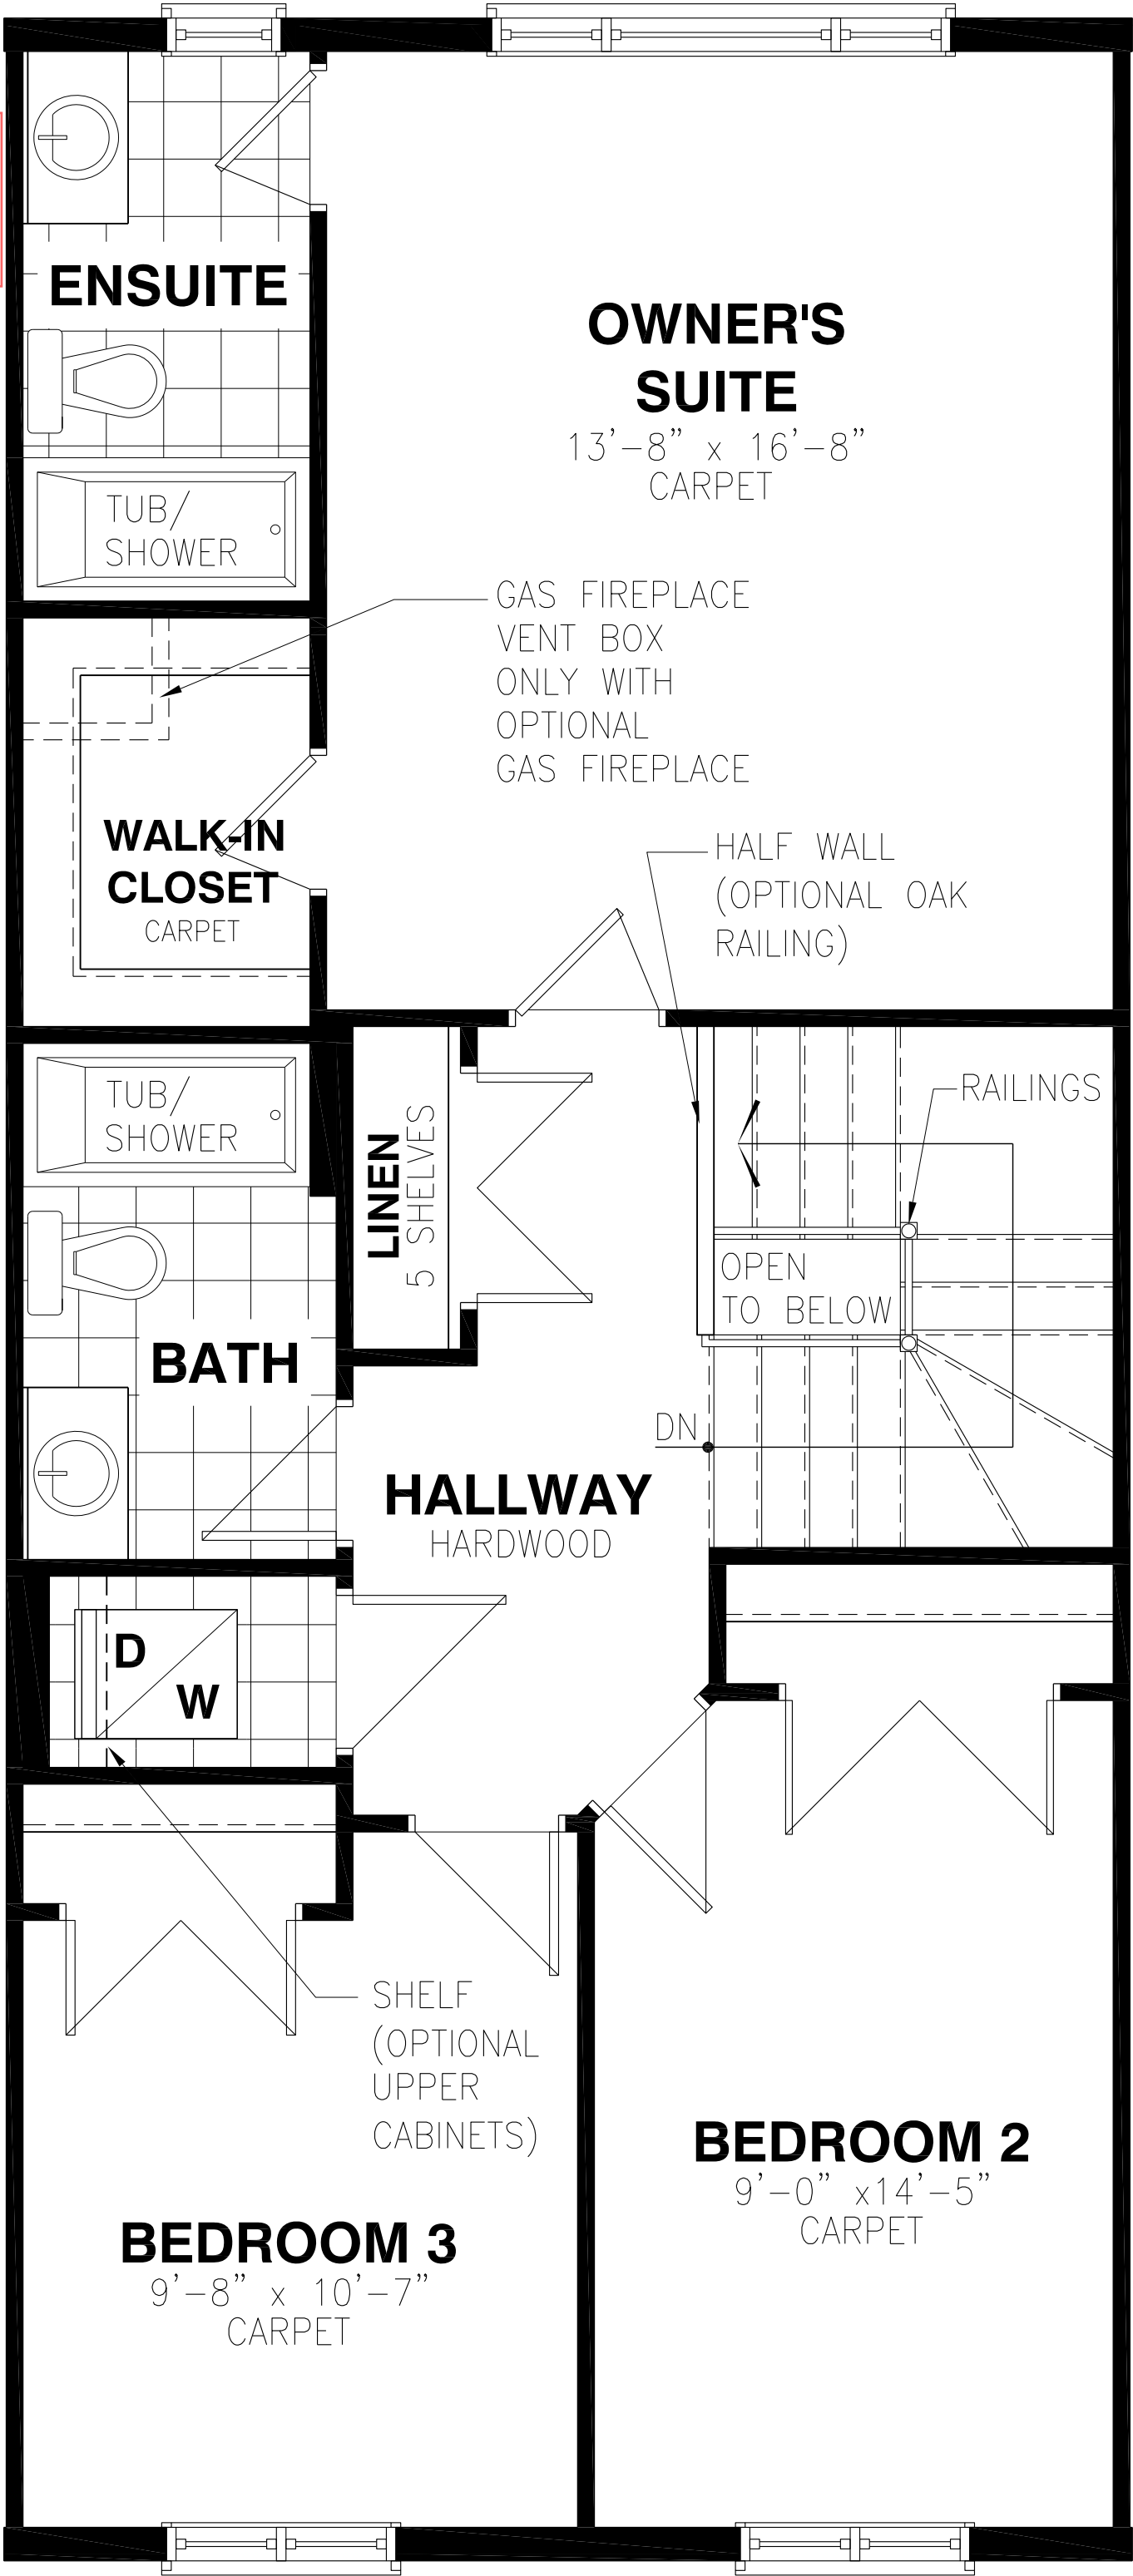 ENSUITE
OWNER'S
SUITE
13'-8" x 16'-8"
CARPET
TUB/
SHOWER
GAS FIREPLACE
VENT BOX
ONLY WITH
OPTIONAL
GAS FIREPLACE
WALK-IN
CLOSET
CARPET
HALF WALL
(OPTIONAL OAK
RAILING)
TUB/
SHOWER
LINEN
5 SHELVES
RAILINGS
OPEN
TO BELOW
BATH
DN
HALLWAY
HARDWOOD
D
W
SHELF
(OPTIONAL
UPPER
CABINETS)
BEDROOM 2
9'-0" x14'-5"
CARPET
BEDROOM 3
9'-8" x 10'-7"
CARPET